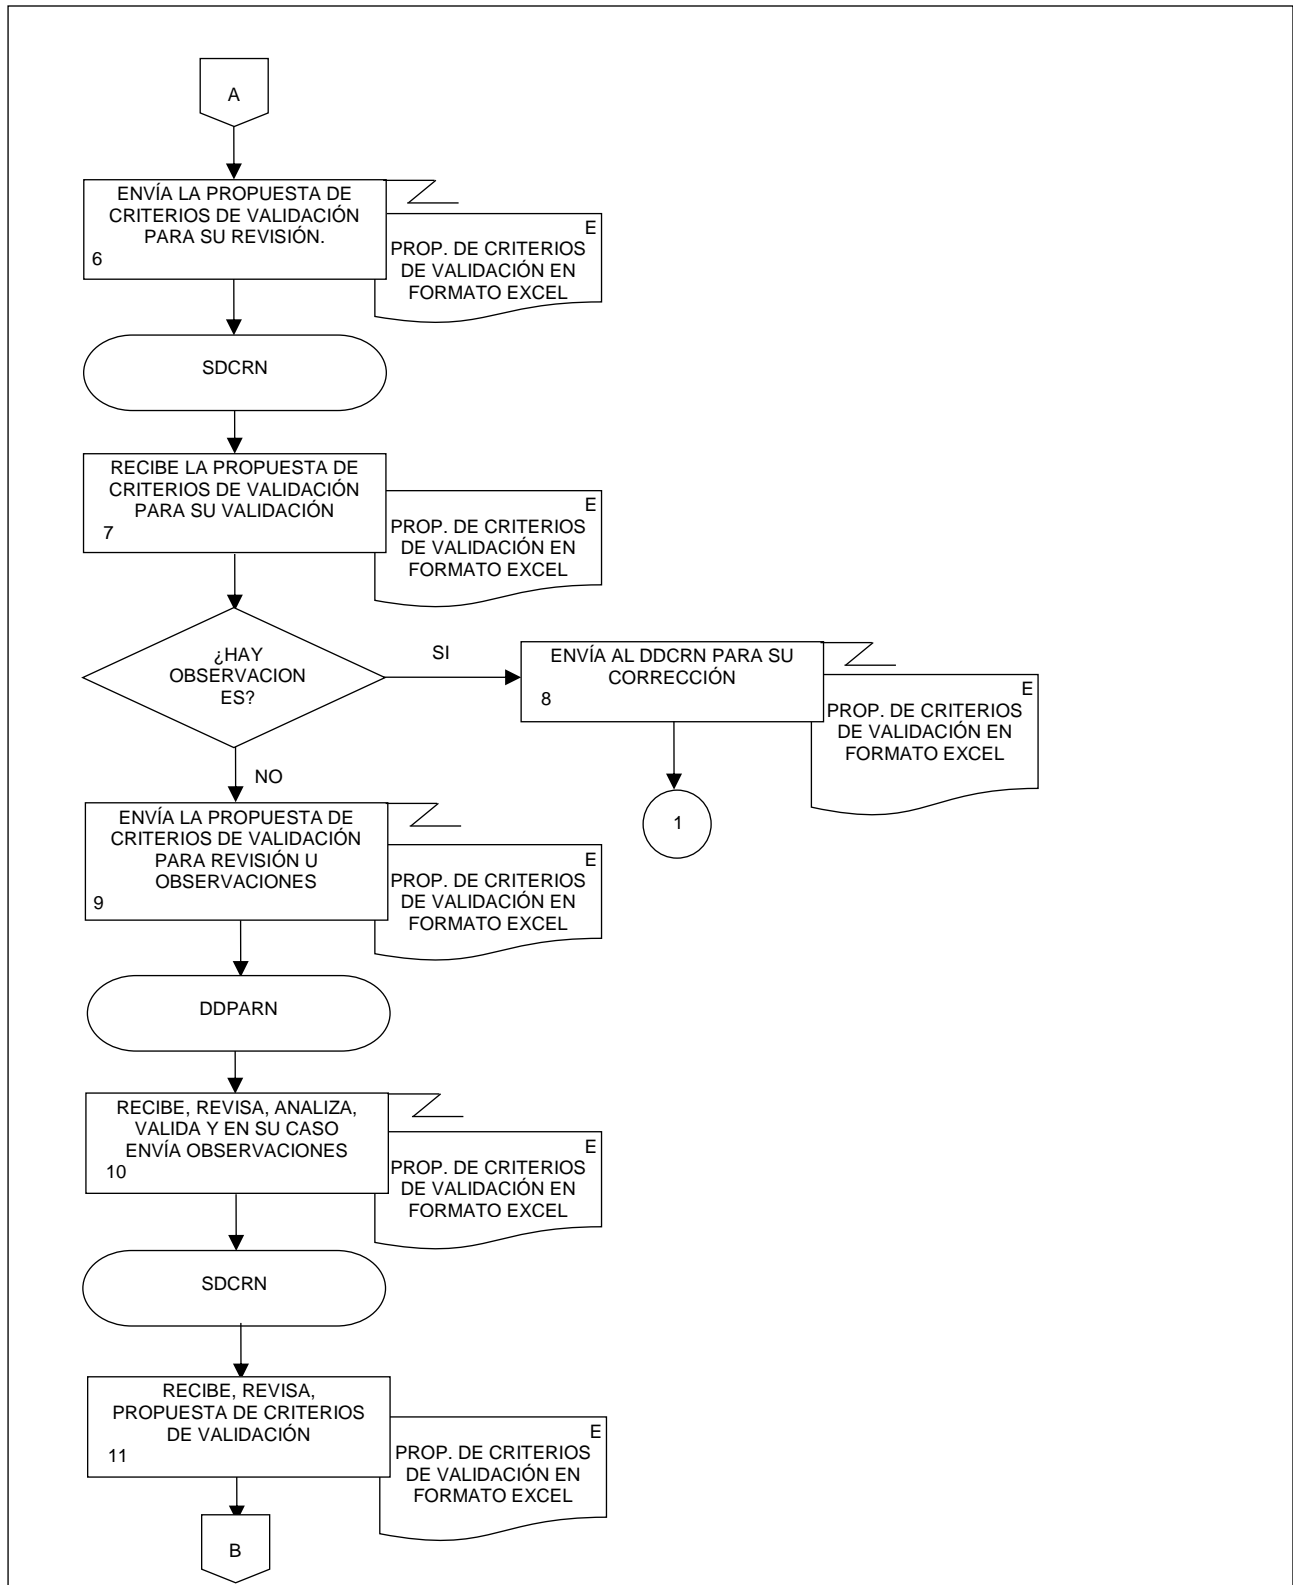 A
ENVÍA LA PROPUESTA DE
CRITERIOS DE VALIDACIÓN
PARA SU REVISIÓN.
6
E
PROP. DE CRITERIOS
DE VALIDACIÓN EN
FORMATO EXCEL
SDCRN
RECIBE LA PROPUESTA DE
CRITERIOS DE VALIDACIÓN
PARA SU VALIDACIÓN
7
E
PROP. DE CRITERIOS
DE VALIDACIÓN EN
FORMATO EXCEL
¿HAY
OBSERVACION
ES?
SI
ENVÍA AL DDCRN PARA SU
CORRECCIÓN
8
E
PROP. DE CRITERIOS
DE VALIDACIÓN EN
FORMATO EXCEL
1
NO
ENVÍA LA PROPUESTA DE
CRITERIOS DE VALIDACIÓN
PARA REVISIÓN U
OBSERVACIONES
9
E
PROP. DE CRITERIOS
DE VALIDACIÓN EN
FORMATO EXCEL
DDPARN
RECIBE, REVISA, ANALIZA,
VALIDA Y EN SU CASO
ENVÍA OBSERVACIONES
10
E
PROP. DE CRITERIOS
DE VALIDACIÓN EN
FORMATO EXCEL
SDCRN
RECIBE, REVISA,
PROPUESTA DE CRITERIOS
DE VALIDACIÓN
11
E
PROP. DE CRITERIOS
DE VALIDACIÓN EN
FORMATO EXCEL
B